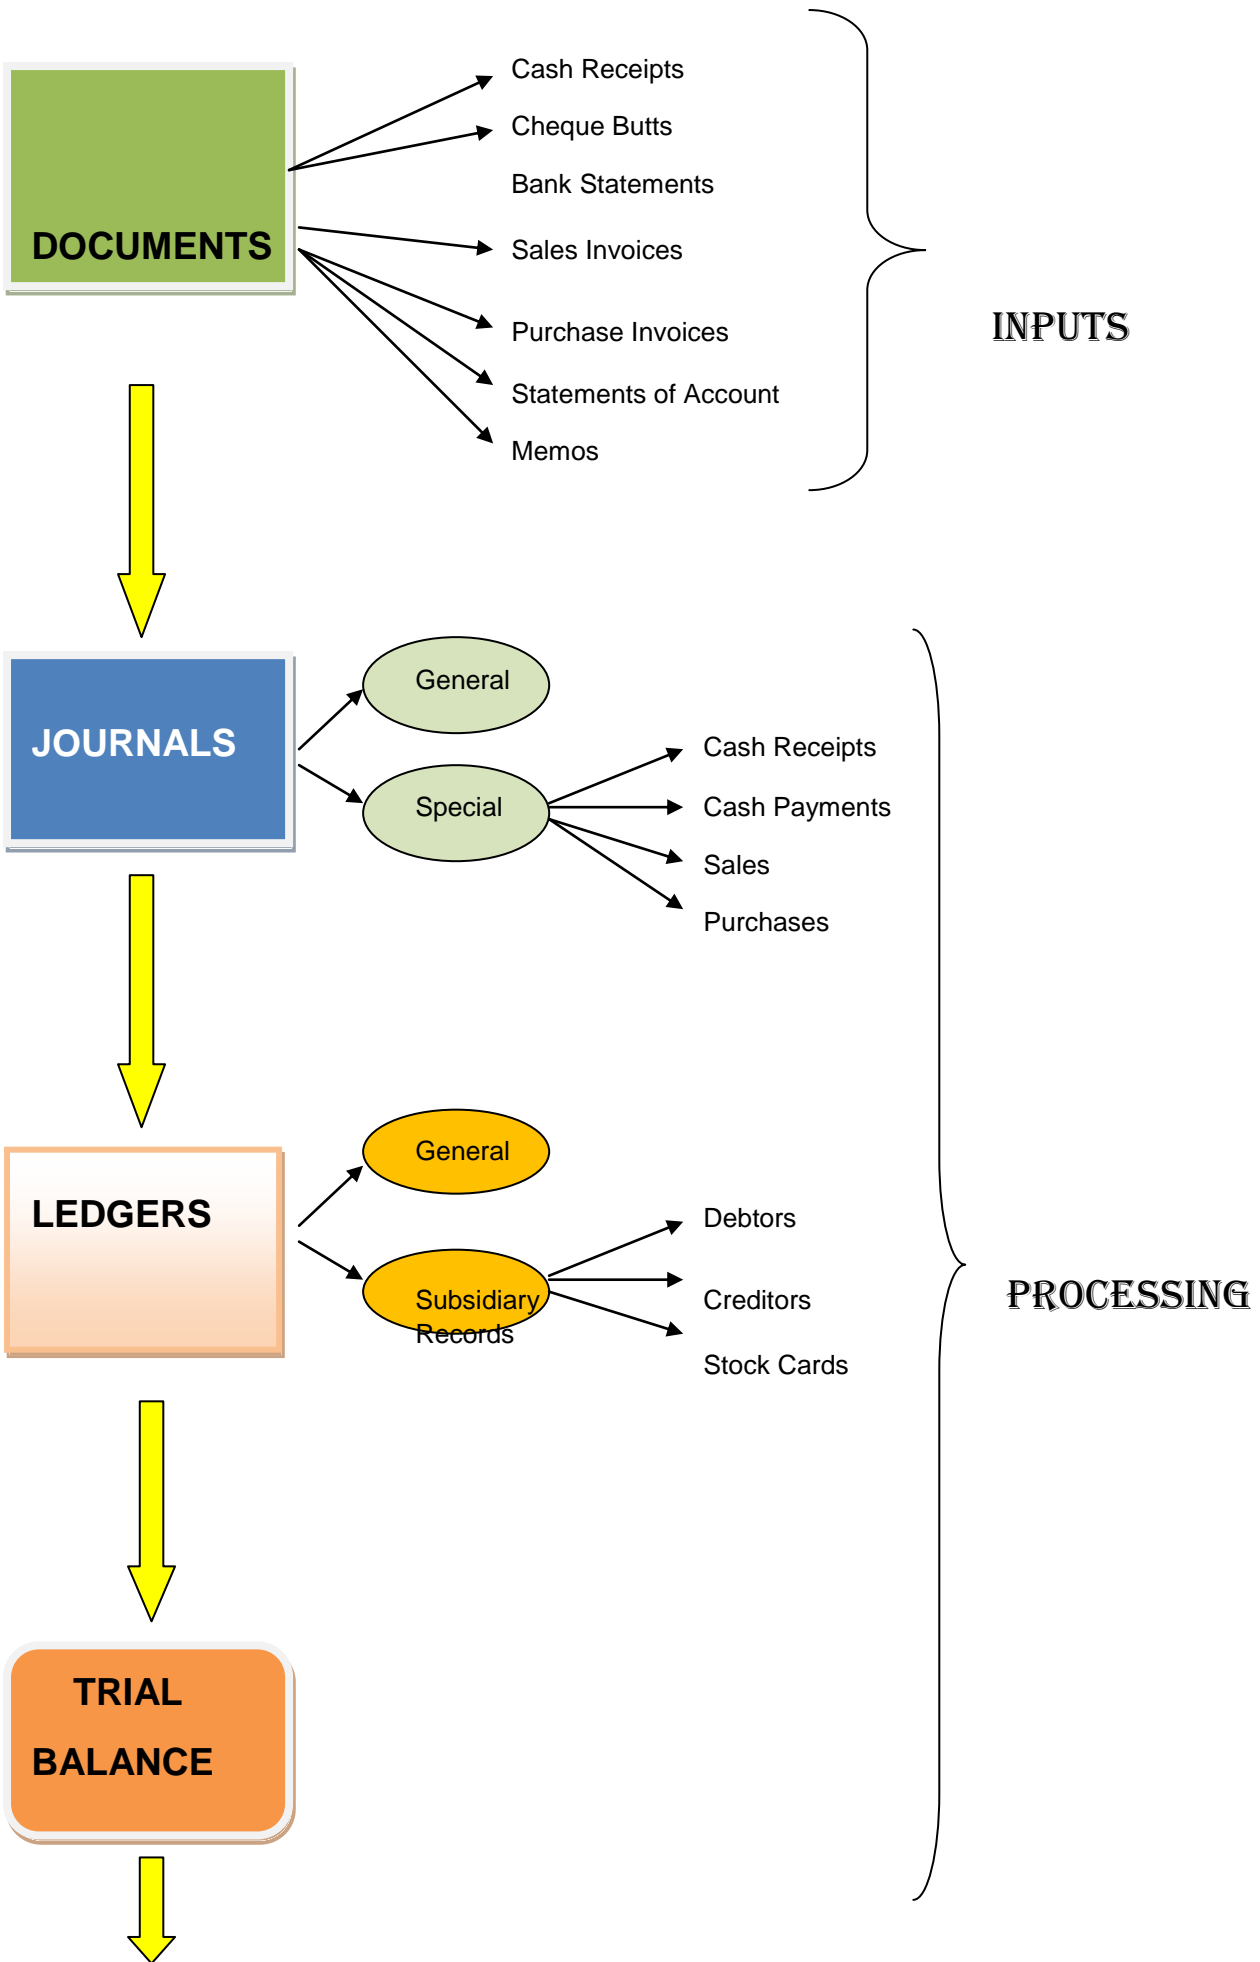 Cash Receipts
Cheque Butts
Bank Statements
DOCUMENTS
Sales Invoices
Purchase Invoices
Statements of Account
Memos
INPUTS
General
JOURNALS
Special
Cash Receipts
Cash Payments
Sales
Purchases
General
LEDGERS
Subsidiary
Records
Debtors
Creditors
Stock Cards
PROCESSING
TRIAL
BALANCE